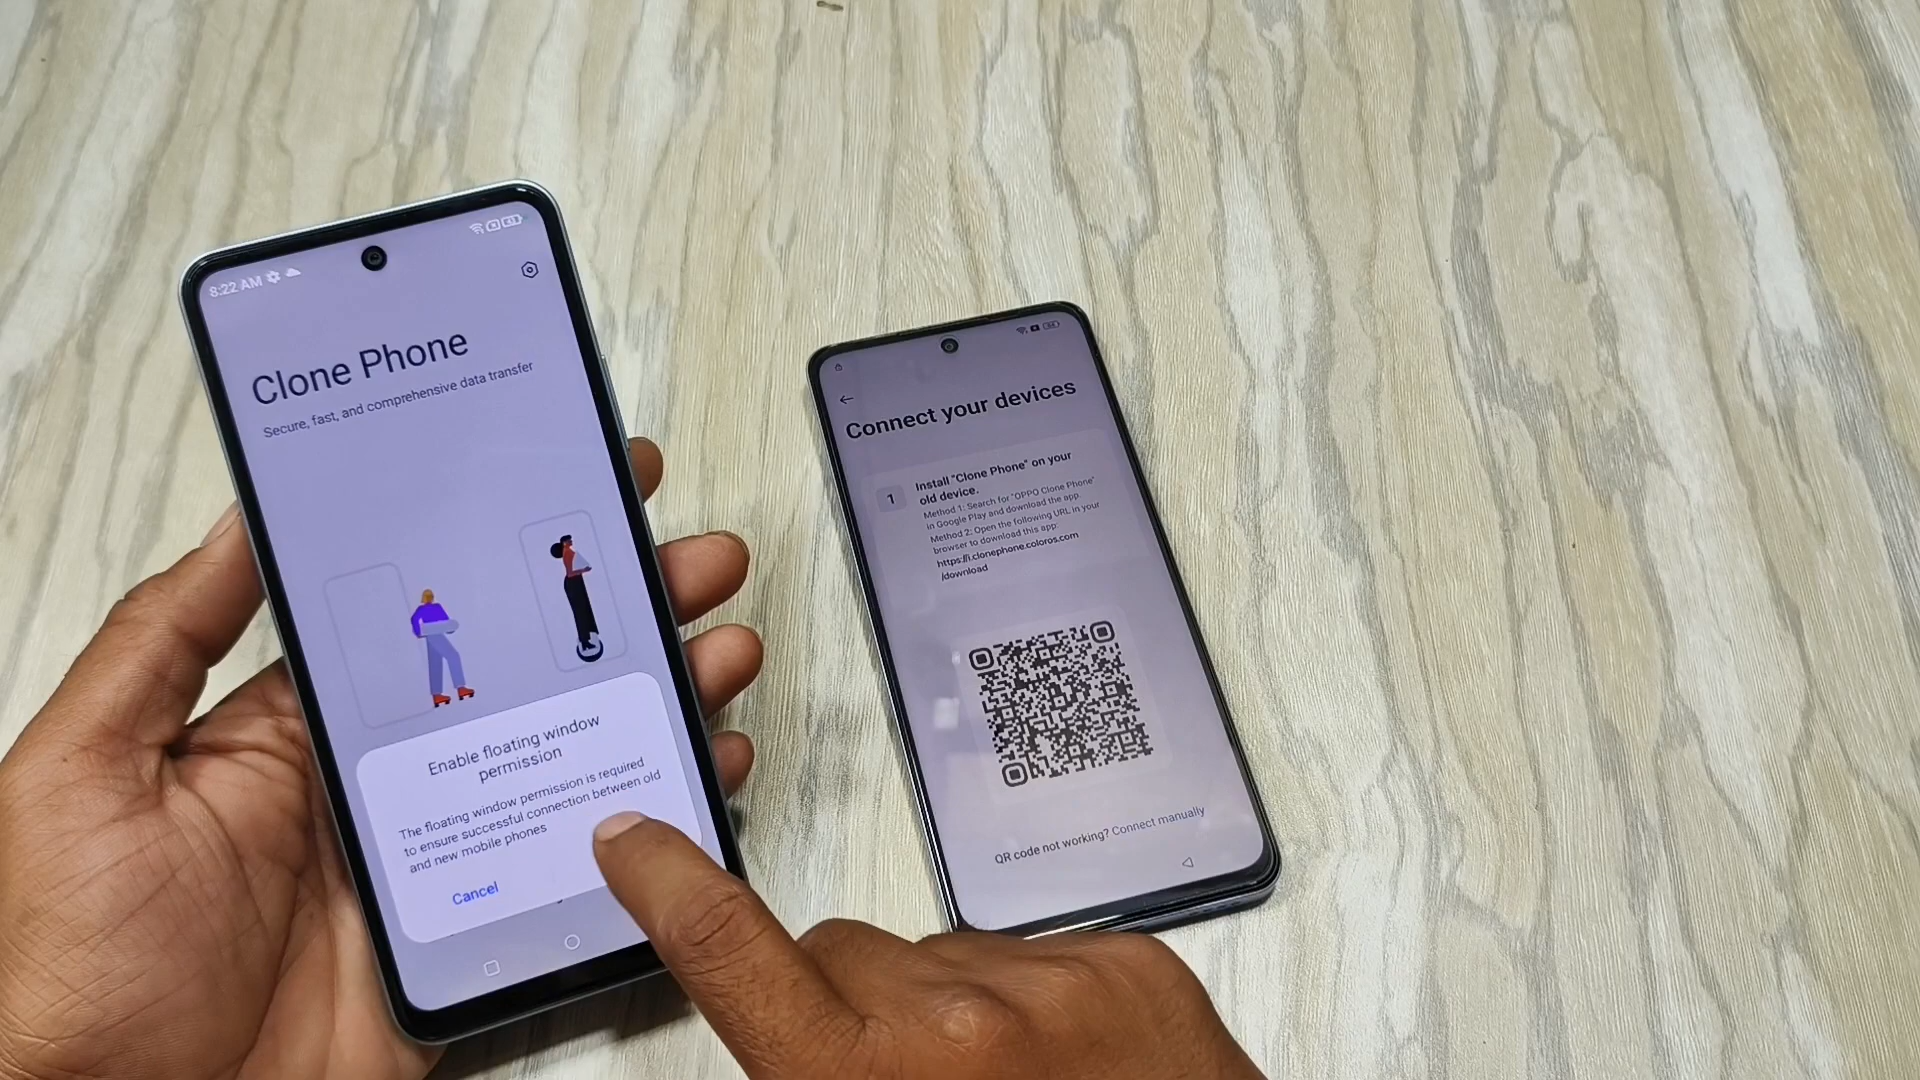 8:22 AM
Clone Phone
Secure, fast, and comprehensive data transfer
Enable floating window
permission
The floating window permission is required
to ensure successful connection between old
and new mobile phones
Cancel
Connect your devices
1
Install "Clone Phone" on your
old device.
Method 1: Search for "OPPO Clone Phone"
in Google Play and download the app.
Method 2: Open the following URL in your
browser to download this app:
https://i.clonephone.coloros.com
/download
QR code not working? Connect manually